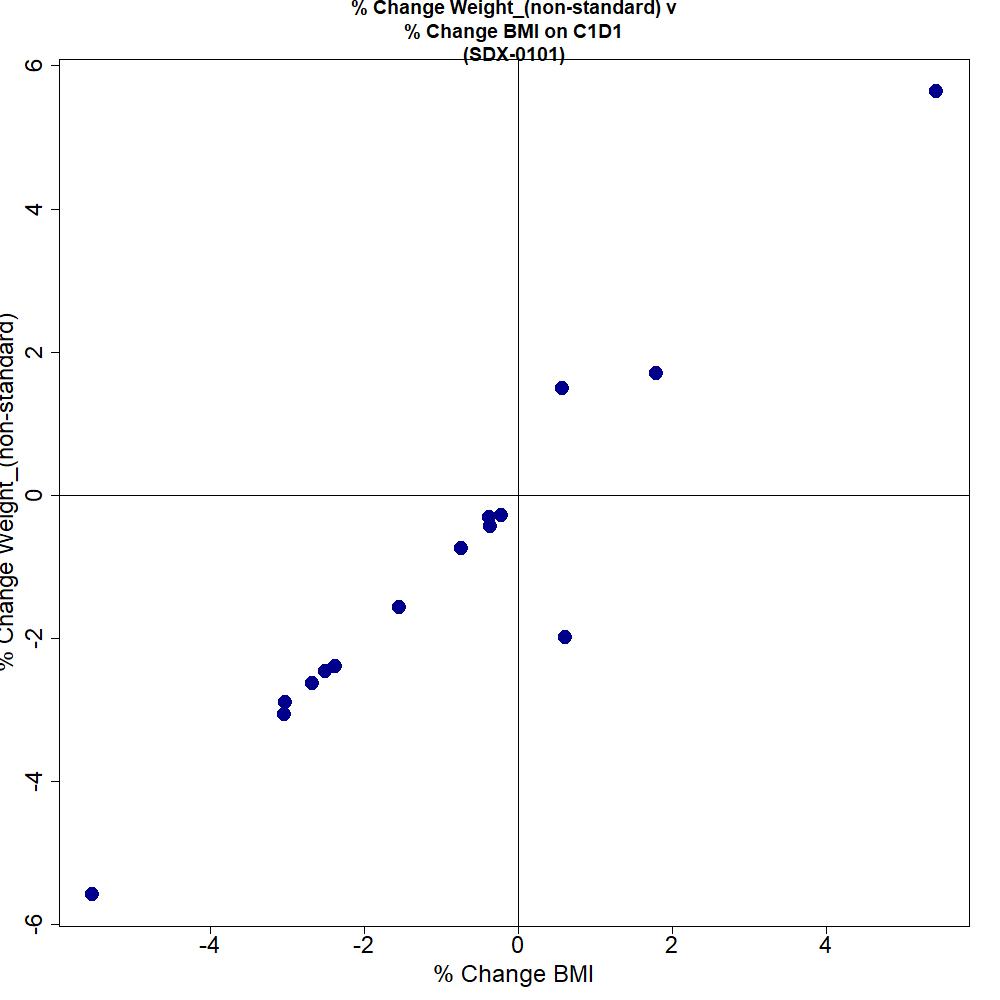 % Change Weight_(non-standard) v
% Change BMI on C1D1
(SDX-0101)
6
4
2
0
-2
-4
-6
% Change Weight_(non-standard)
-4
-2
0
2
4
% Change BMI